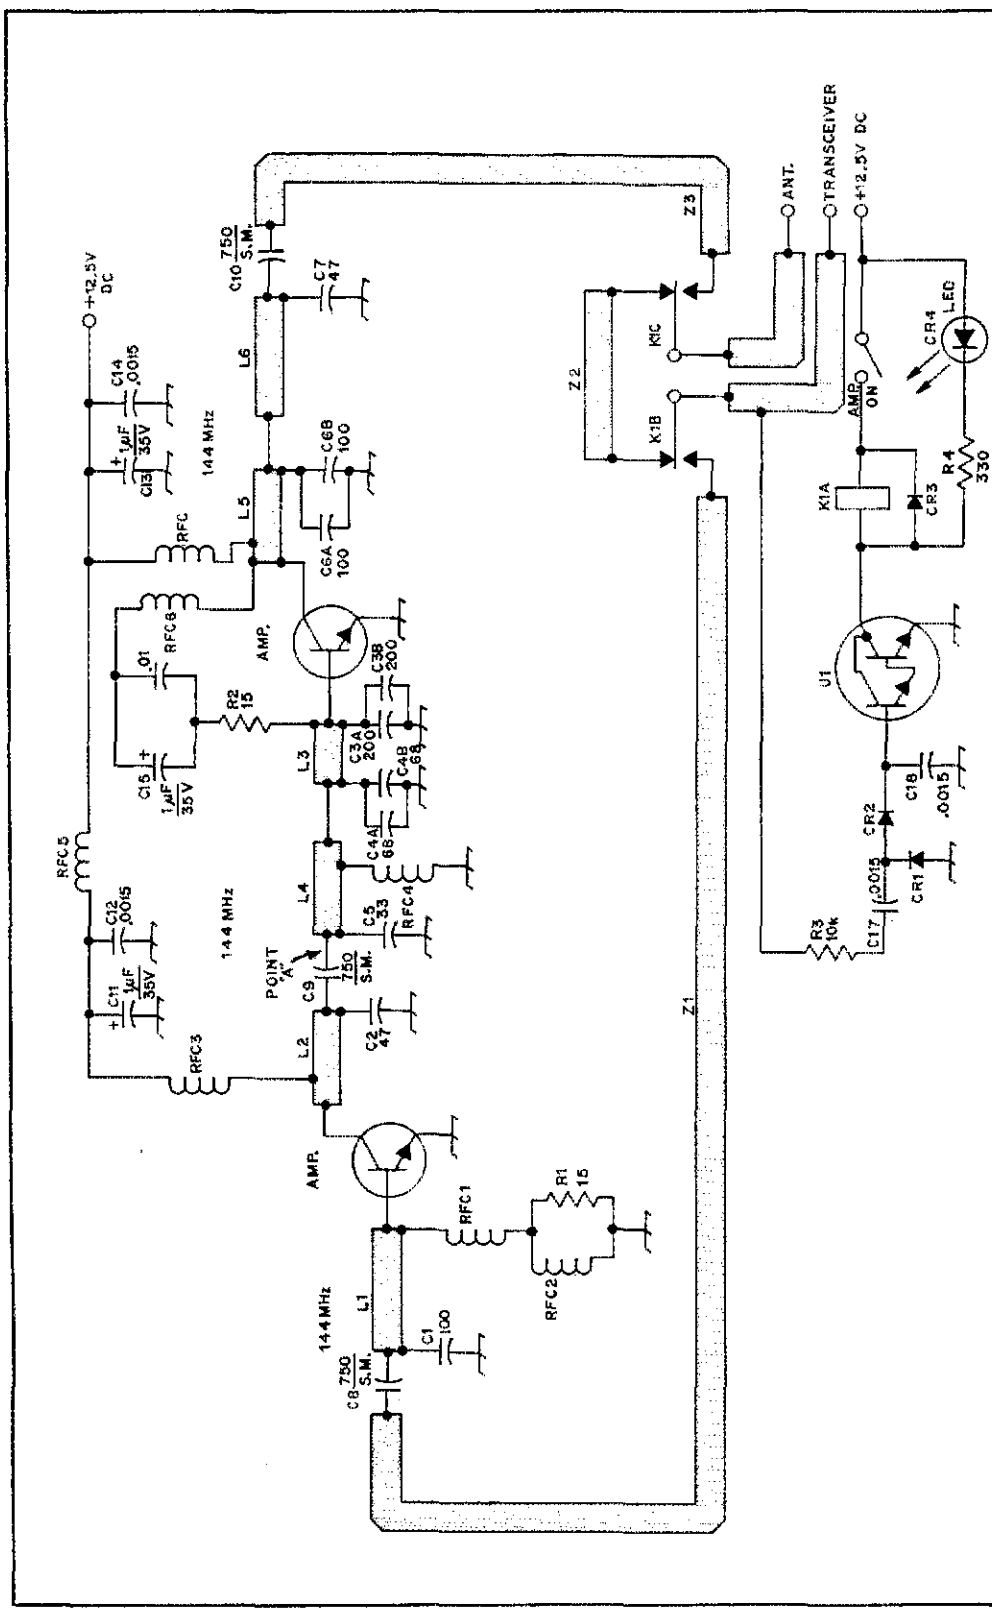 +12.5V
DC
C14
.0015
1µF
35V
C13
RFC5
C12
.0015
C11
1µF
35V
144 MHz
RFC
.01
RFC6
C15
1µF
35V
R2
15
144 MHz
RFC3
L5
C6A
100
C6B
100
L6
C7
47
C10
750
S.M.
AMP.
C3B
200
C3A
200
L3
C4B
68
C4A
68
L4
RFC4
C5
33
POINT
"A"
C9
750
S.M.
L2
C2
47
AMP.
144 MHz
L1
C8
750
S.M.
C1
100
RFC1
RFC2
R1
15
Z3
Z2
K1C
K1B
Z1
ANT.
TRANSCEIVER
+12.5V DC
AMP.
ON
CR4
LED
K1A
CR3
R4
330
U1
CR2
C18
.0015
R3
10k
C17
.0015
CR1